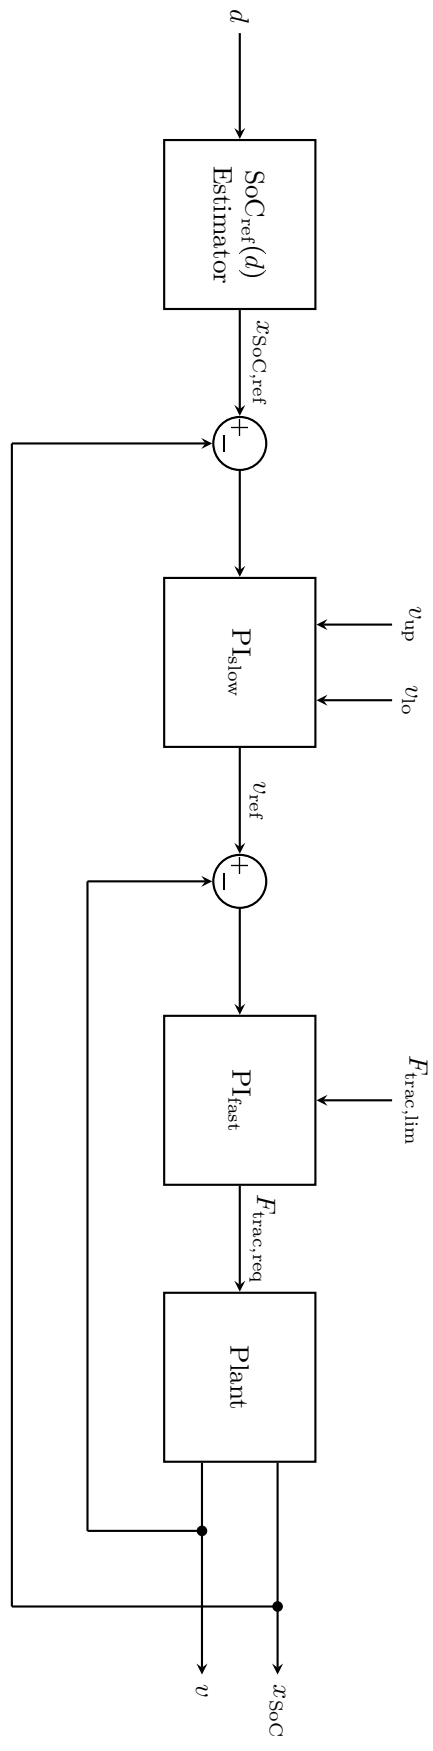 d
SoC_ref(d)
Estimator
x_SoC,ref
+
−
v_up
v_lo
PI_slow
v_ref
+
−
F_trac,lim
PI_fast
F_trac,req
Plant
x_SoC
v